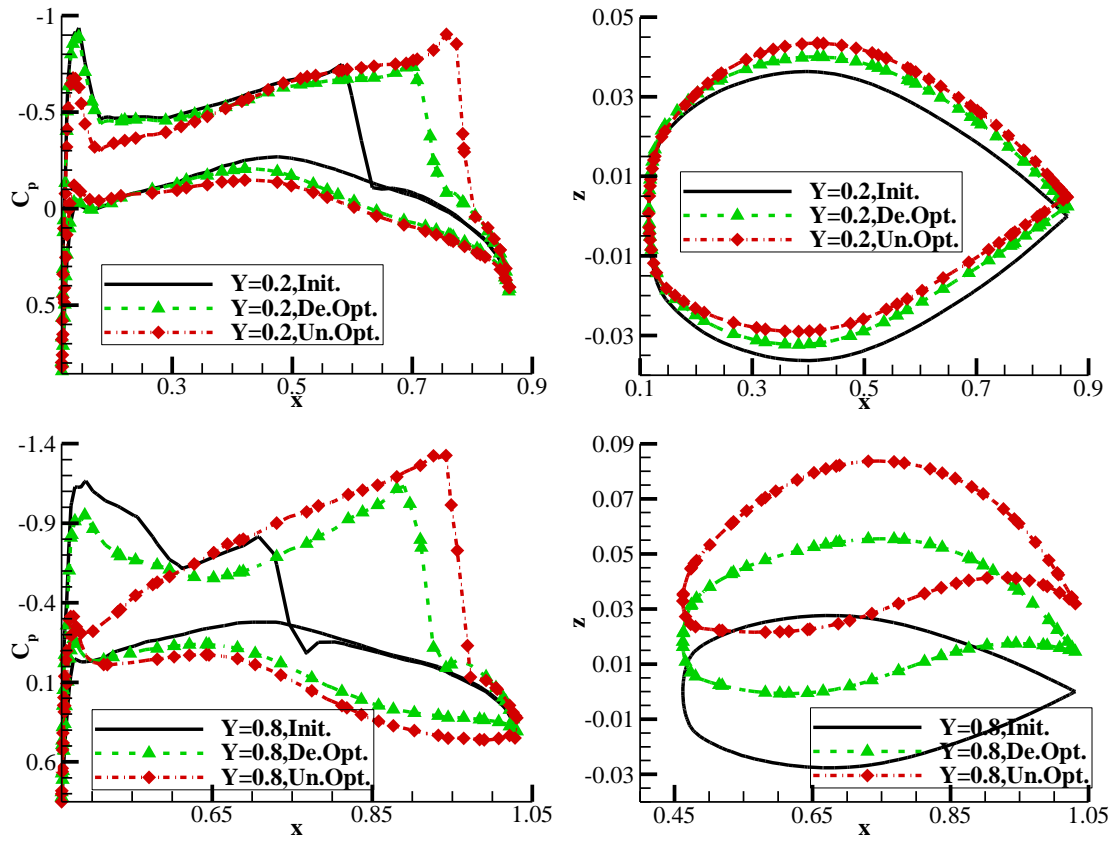 -1
-0.5
0
0.5
C_p
Y=0.2,Init.
Y=0.2,De.Opt.
Y=0.2,Un.Opt.
0.3
0.5
0.7
0.9
x
0.05
0.03
0.01
-0.01
-0.03
z
Y=0.2,Init.
Y=0.2,De.Opt.
Y=0.2,Un.Opt.
0.1
0.3
0.5
0.7
0.9
x
-1.4
-0.9
-0.4
0.1
0.6
C_p
Y=0.8,Init.
Y=0.8,De.Opt.
Y=0.8,Un.Opt.
0.65
0.85
1.05
x
0.09
0.07
0.05
0.03
0.01
-0.01
-0.03
z
Y=0.8,Init.
Y=0.8,De.Opt.
Y=0.8,Un.Opt.
0.45
0.65
0.85
1.05
x